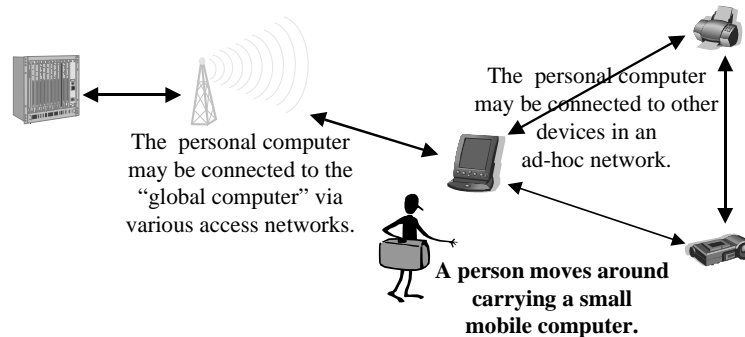 The personal computer
may be connected to the
“global computer” via
various access networks.
The personal computer
may be connected to other
devices in an
ad-hoc network.
A person moves around
carrying a small
mobile computer.